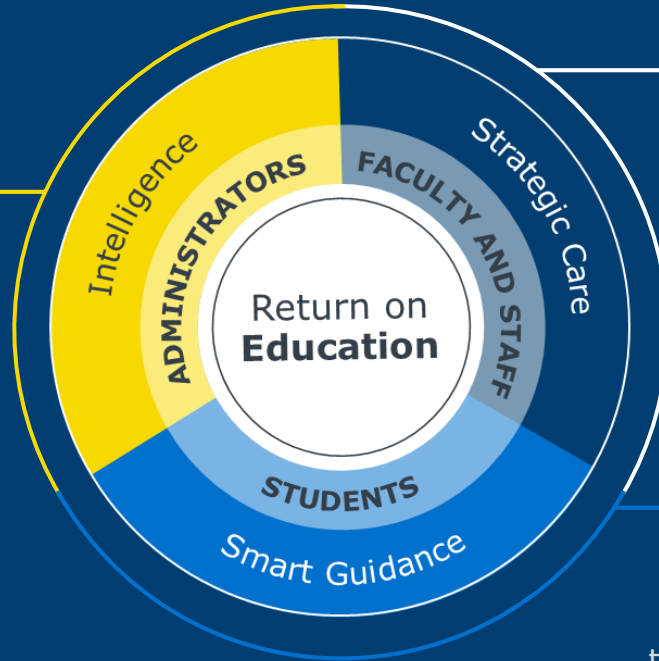 Intelligence
ADMINISTRATORS
FACULTY AND STAFF
Strategic Care
Return on
Education
STUDENTS
Smart Guidance